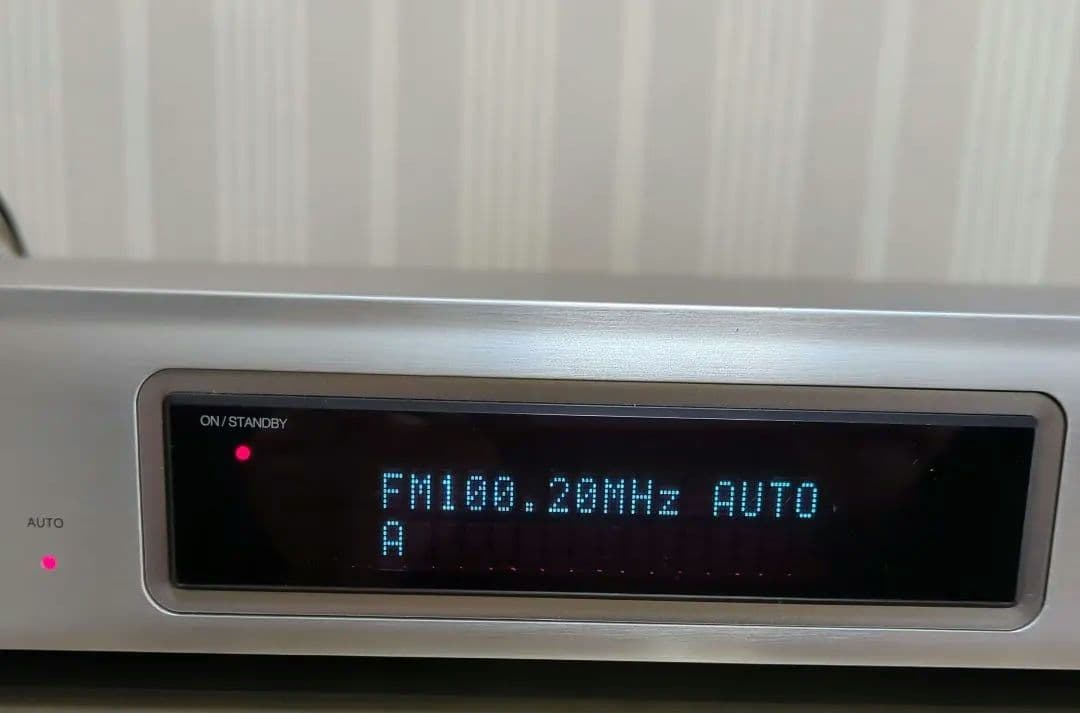 ON/STANDBY
AUTO
FM100.20MHz AUTO
A